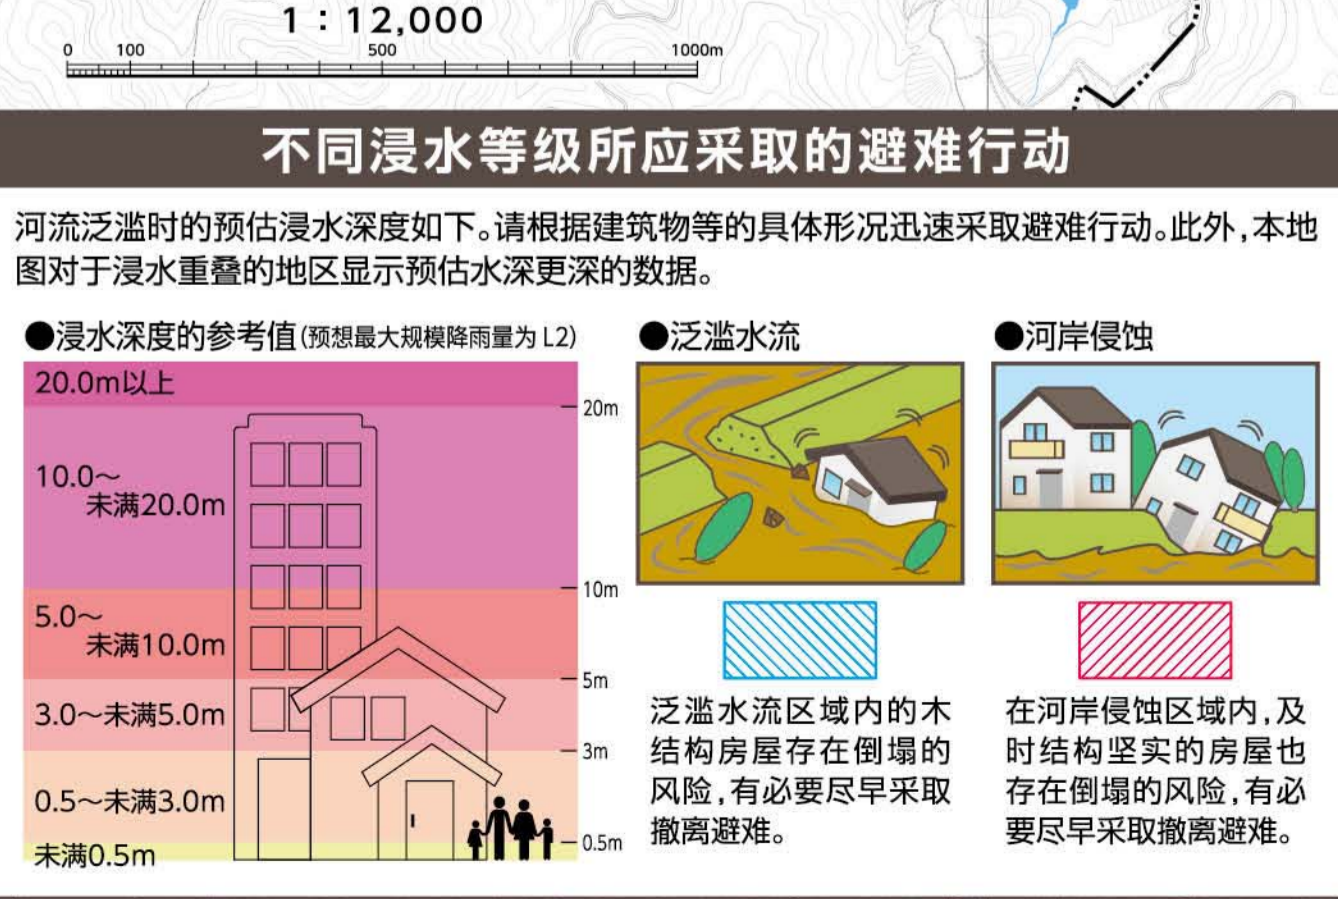 1：12,000
0 100 500 1000m
不同浸水等级所应采取的避难行动
河流泛滥时的预估浸水深度如下。请根据建筑物等的具体形况迅速采取避难行动。此外，本地
图对于浸水重叠的地区显示预估水深更深的数据。
●浸水深度的参考值(预想最大规模降雨量为 L2)
20.0m以上
20m
10.0～
未满20.0m
10m
5.0～
未满10.0m
5m
3.0～未满5.0m
3m
0.5～未满3.0m
0.5m
未满0.5m
●泛滥水流
泛滥水流区域内的木
结构房屋存在倒塌的
风险，有必要尽早采取
撤离避难。
●河岸侵蚀
在河岸侵蚀区域内，及
时结构坚实的房屋也
存在倒塌的风险，有必
要尽早采取撤离避难。